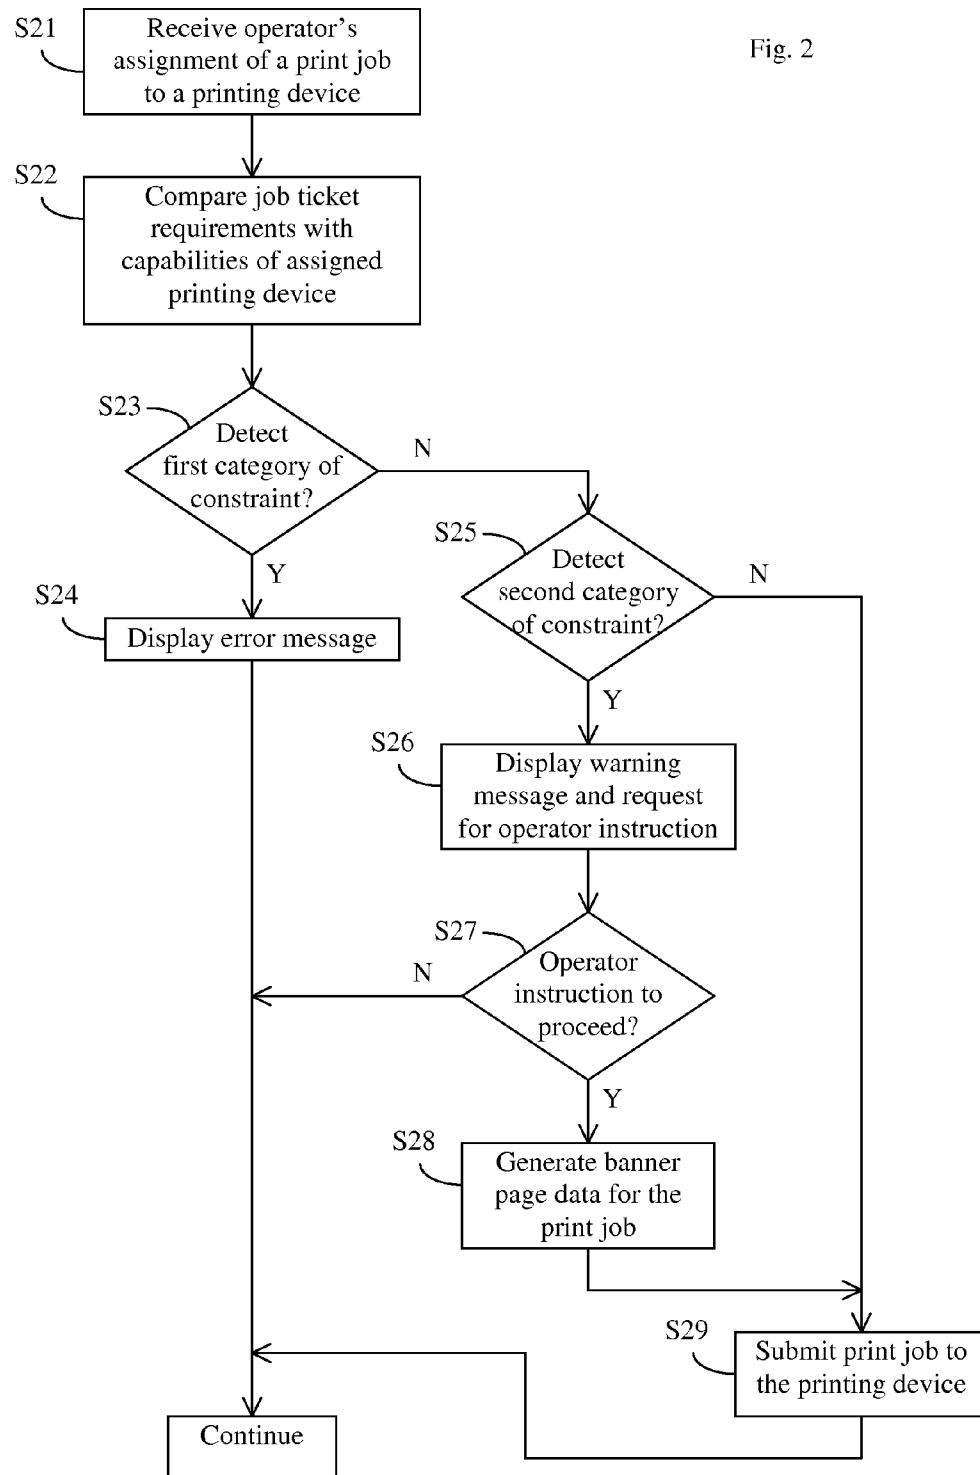 S21
Receive operator's
assignment of a print job
to a printing device
Fig. 2
S22
Compare job ticket
requirements with
capabilities of assigned
printing device
S23
Detect
first category of
constraint?
N
Y
S25
Detect
second category
of constraint?
N
Y
S24
Display error message
S26
Display warning
message and request
for operator instruction
S27
Operator
instruction to
proceed?
N
Y
S28
Generate banner
page data for the
print job
S29
Submit print job to
the printing device
Continue